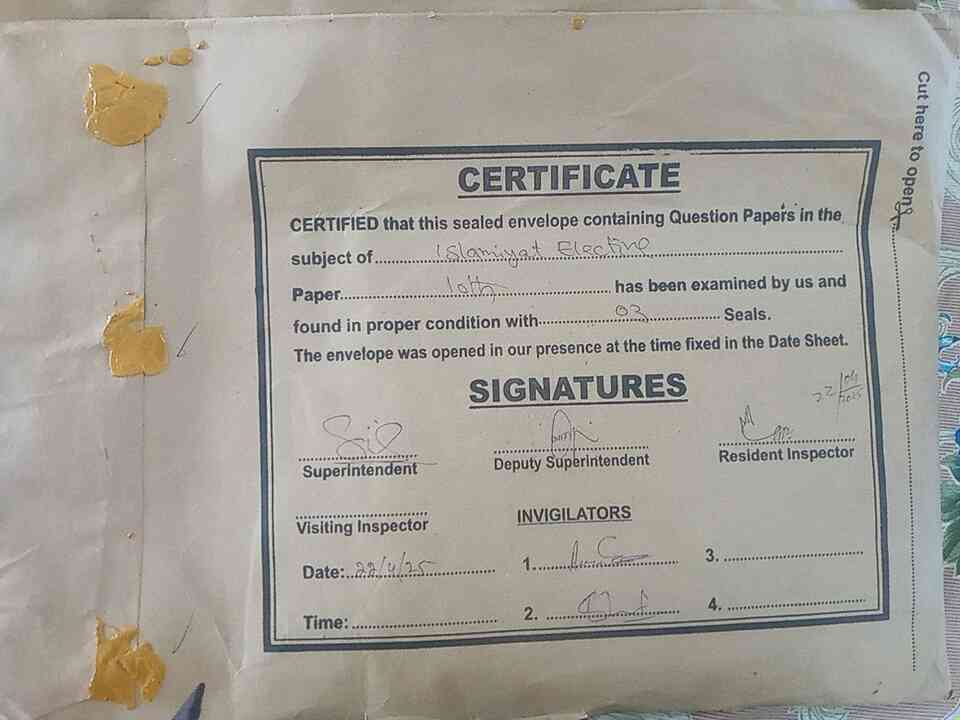 Cut here to open
CERTIFICATE
CERTIFIED that this sealed envelope containing Question Papers in the
subject of Islamiyat Elective
Paper 10th has been examined by us and
found in proper condition with 03 Seals.
The envelope was opened in our presence at the time fixed in the Date Sheet.
SIGNATURES
22/04/2025
Superintendent Deputy Superintendent Resident Inspector
Visiting Inspector INVIGILATORS
Date: 22/4/25 1. 3.
Time: 2. 4.